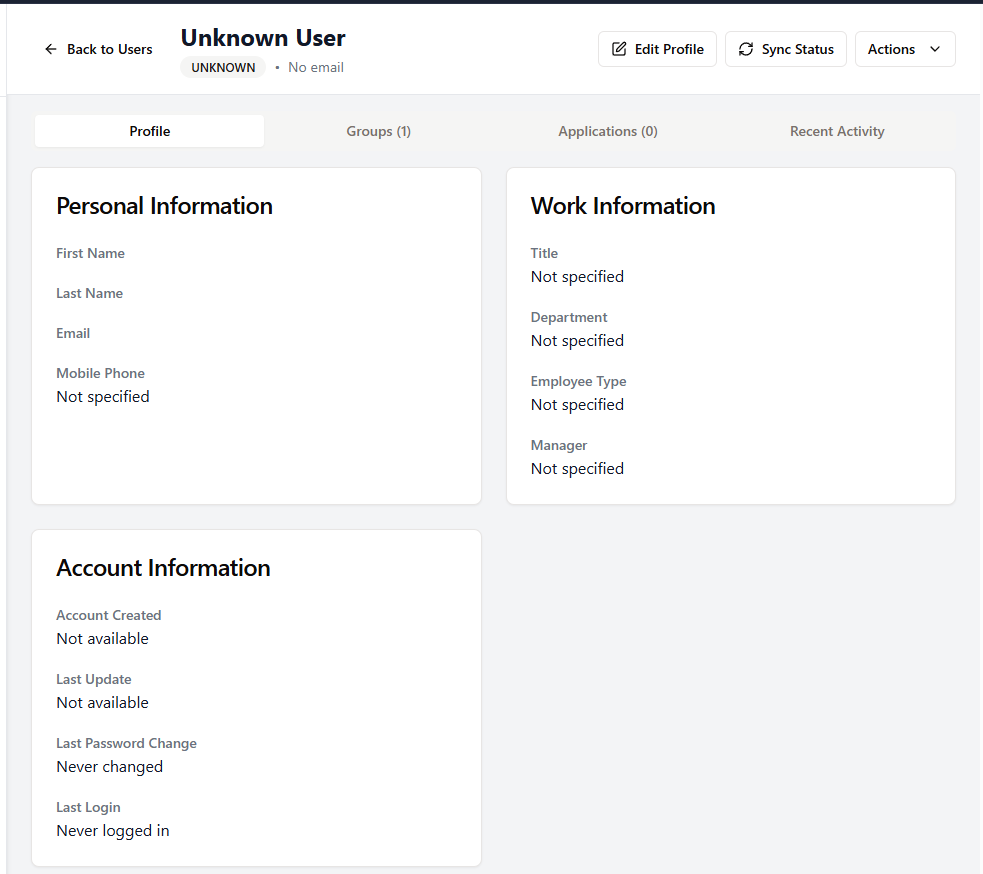 Back to Users
Unknown User
UNKNOWN • No email
Edit Profile
Sync Status
Actions
Profile
Groups (1)
Applications (0)
Recent Activity
Personal Information
First Name
Last Name
Email
Mobile Phone
Not specified
Work Information
Title
Not specified
Department
Not specified
Employee Type
Not specified
Manager
Not specified
Account Information
Account Created
Not available
Last Update
Not available
Last Password Change
Never changed
Last Login
Never logged in